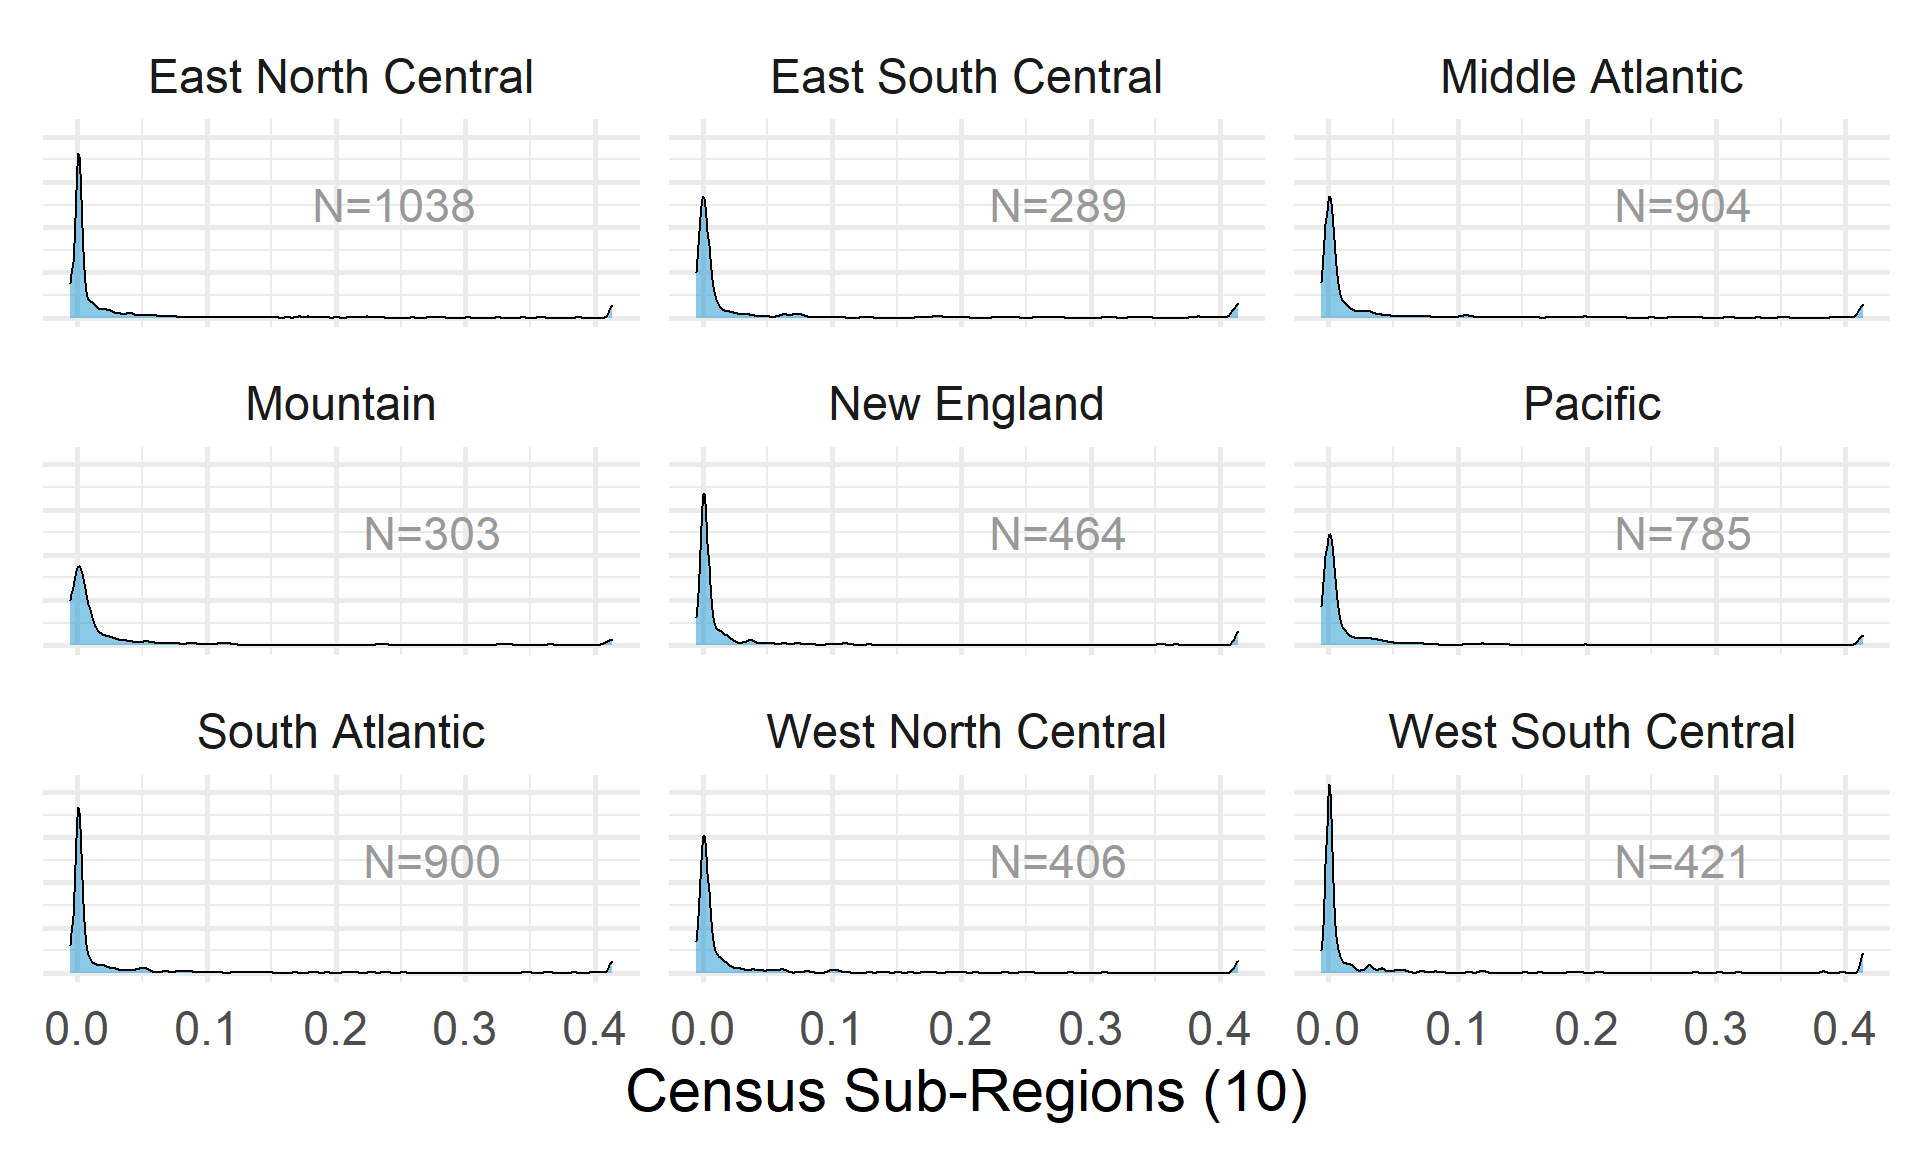 East North Central East South Central Middle Atlantic
N=1038 N=289 N=904
Mountain New England Pacific
N=303 N=464 N=785
South Atlantic West North Central West South Central
N=900 N=406 N=421
0.0 0.1 0.2 0.3 0.4 0.0 0.1 0.2 0.3 0.4 0.0 0.1 0.2 0.3 0.4
Census Sub-Regions (10)